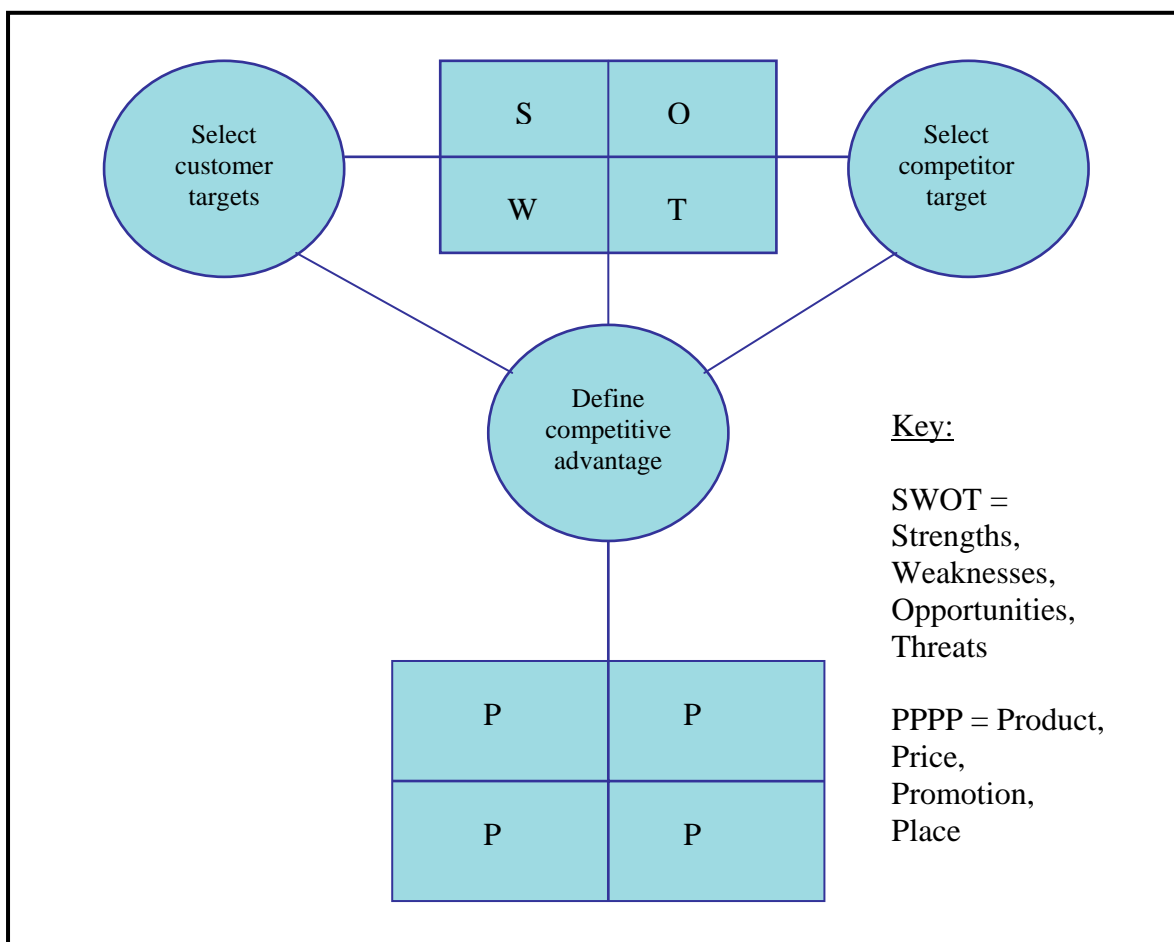 Select
customer
targets
S O
W T
Select
competitor
target
Define
competitive
advantage
Key:
SWOT =
Strengths,
Weaknesses,
Opportunities,
Threats
PPPP = Product,
Price,
Promotion,
Place
P P
P P